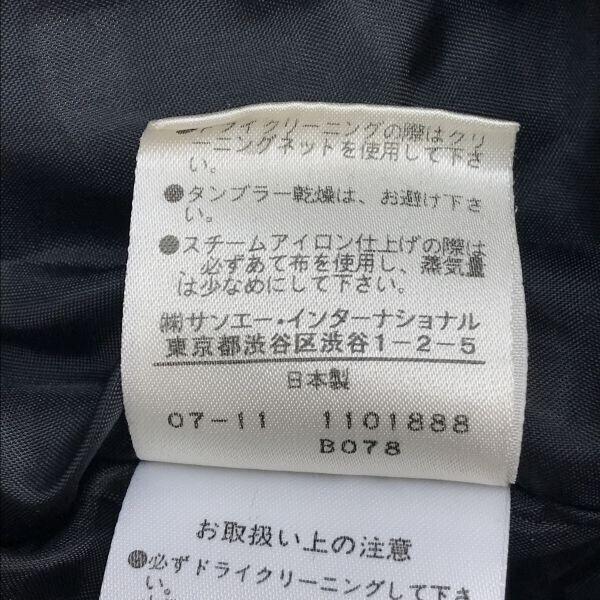 ●ドライクリーニングの際はクリ
ーニングネットを使用して下さ
い。
●タンブラー乾燥は、お避け下さ
い。
●スチームアイロン仕上げの際は
、必ずあて布を使用し、蒸気量
は少なめにして下さい。
㈱サンエー・インターナショナル
東京都渋谷区渋谷1-2-5
日本製
07-11 1101888
B078
お取扱い上の注意
●必ずドライクリーニングして下さ
い。